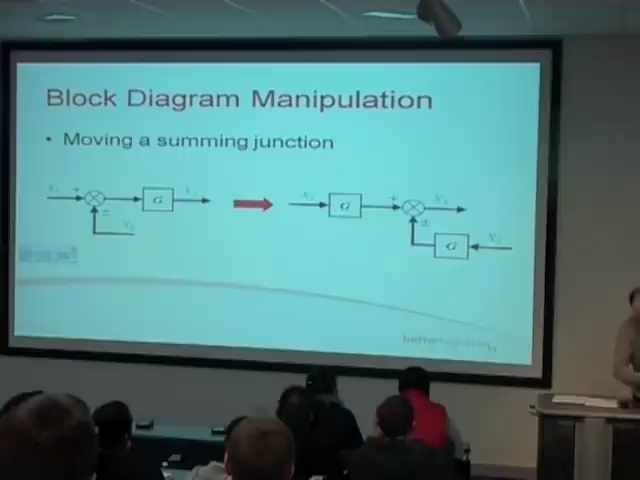 Block Diagram Manipulation
• Moving a summing junction
+
G
±
G
+
±
G